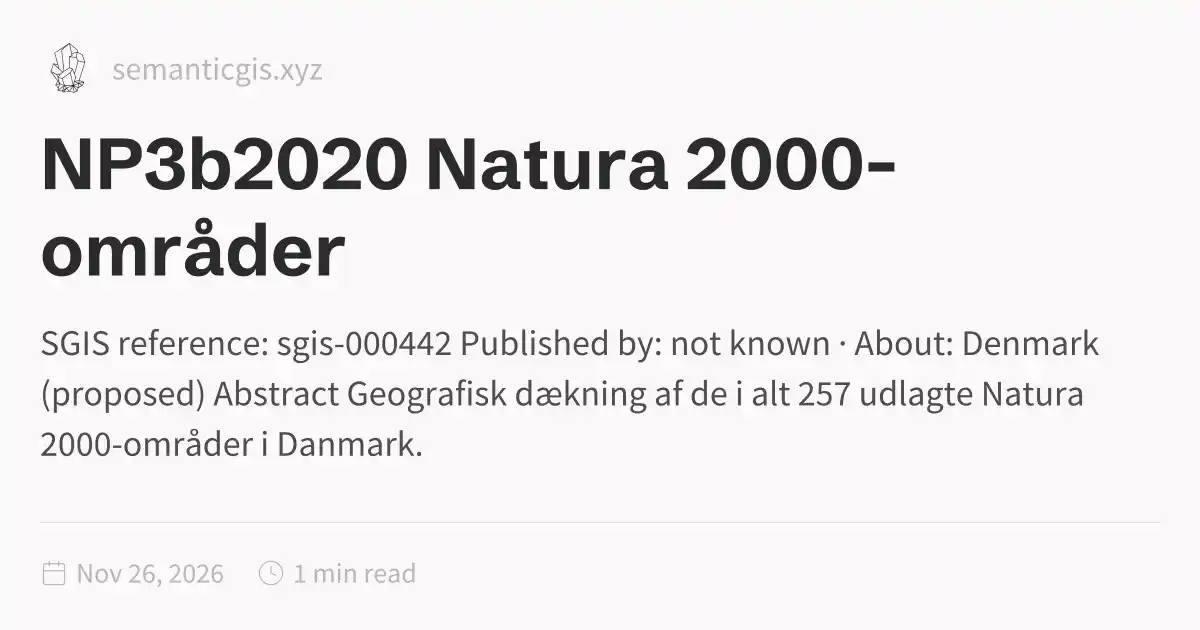 semanticgis.xyz
NP3b2020 Natura 2000-
områder
SGIS reference: sgis-000442 Published by: not known · About: Denmark
(proposed) Abstract Geografisk dækning af de i alt 257 udlagte Natura
2000-områder i Danmark.
Nov 26, 2026 1 min read